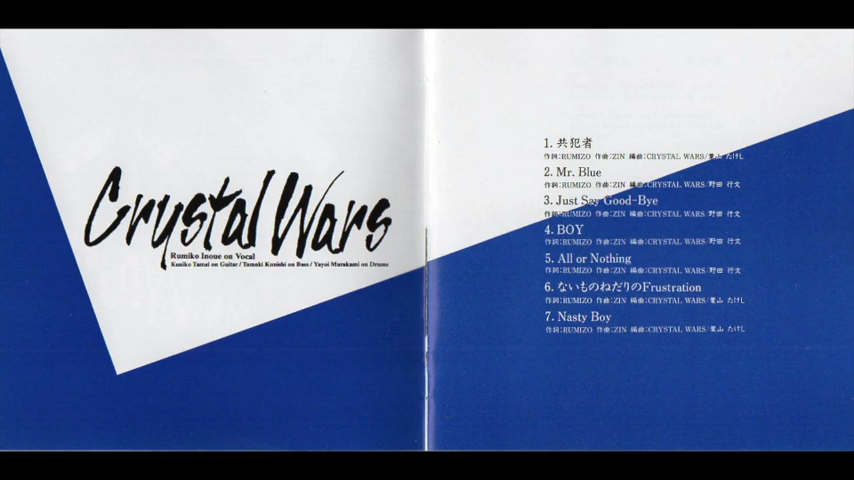 Crystal Wars
Rumiko Inoue on Vocal
Kuniko Tamai on Guitar / Tamaki Kunishi on Bass / Yayoi Murakami on Drums
1. 共犯者
作詞:RUMIZO 作曲:ZIN 編曲:CRYSTAL WARS/葉山 たけし
2. Mr. Blue
作詞:RUMIZO 作曲:ZIN 編曲:CRYSTAL WARS/野田 行文
3. Just Say Good-Bye
作詞:RUMIZO 作曲:ZIN 編曲:CRYSTAL WARS/野田 行文
4. BOY
作詞:RUMIZO 作曲:ZIN 編曲:CRYSTAL WARS/野田 行文
5. All or Nothing
作詞:RUMIZO 作曲:ZIN 編曲:CRYSTAL WARS/野田 行文
6. ないものねだりのFrustration
作詞:RUMIZO 作曲:ZIN 編曲:CRYSTAL WARS/葉山 たけし
7. Nasty Boy
作詞:RUMIZO 作曲:ZIN 編曲:CRYSTAL WARS/葉山 たけし